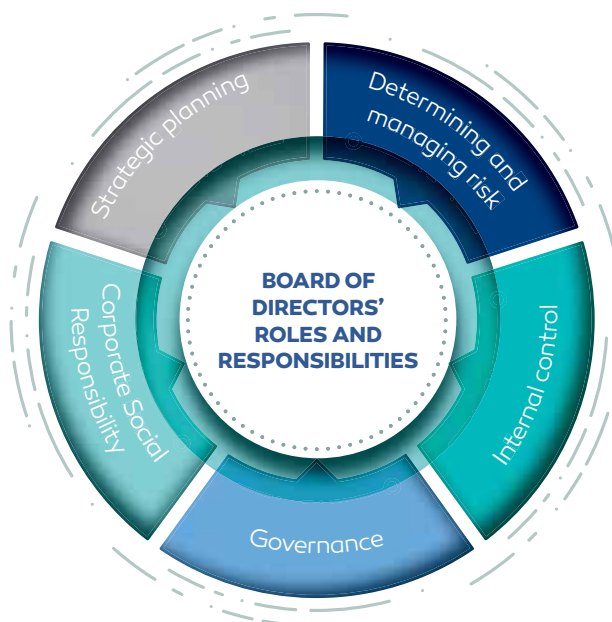 BOARD OF
DIRECTORS’
ROLES AND
RESPONSIBILITIES
Strategic planning
Determining and
managing risk
Internal control
Governance
Corporate Social
Responsibility